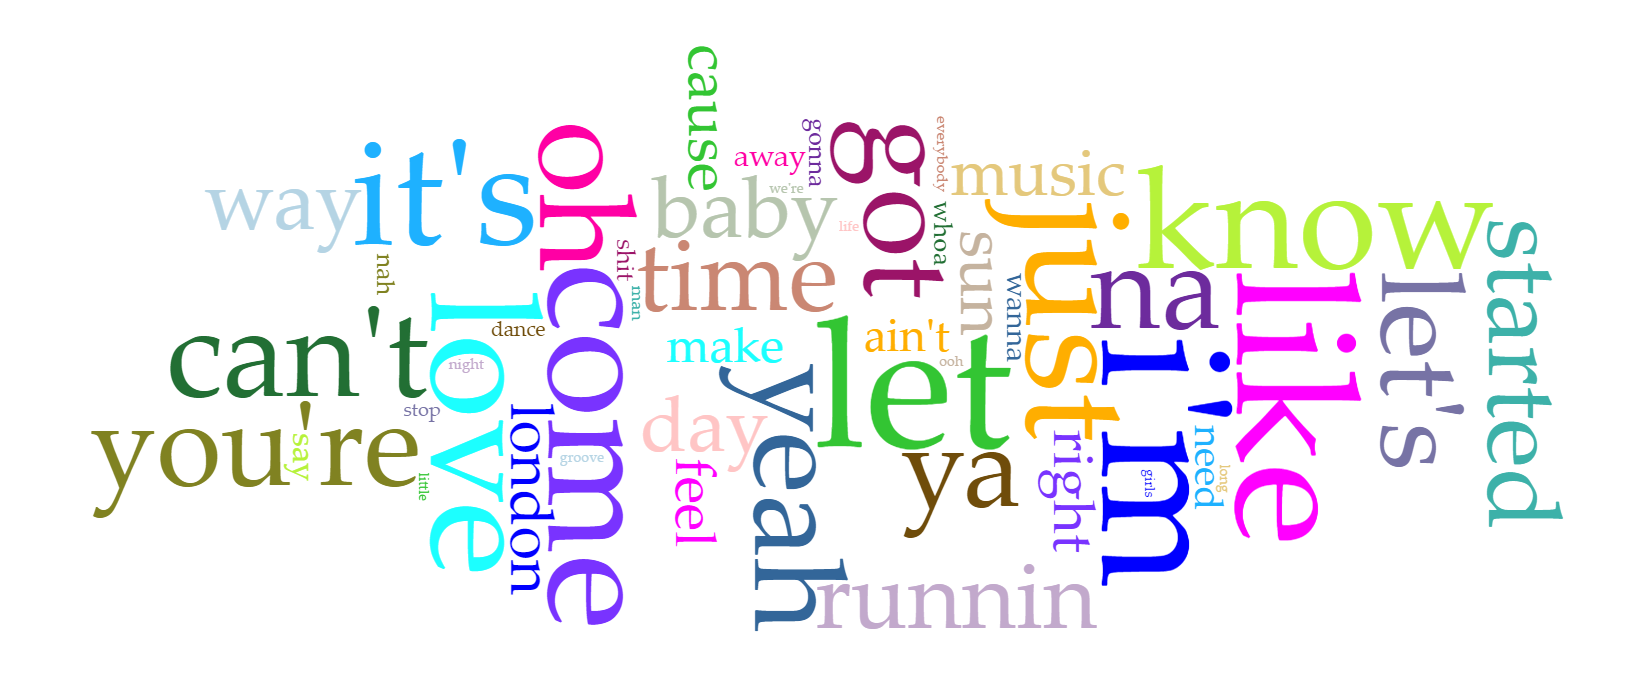 cause
oh
it's
way
gonna
away
got
everybody
music
baby
we're
know
just
life
whoa
started
shit
sun
time
nah
man
wanna
na
like
let's
love
come
can't
dance
make
ain't
let
i'm
ooh
night
yeah
stop
london
day
you're
say
groove
feel
ya
right
need
long
girls
little
runnin